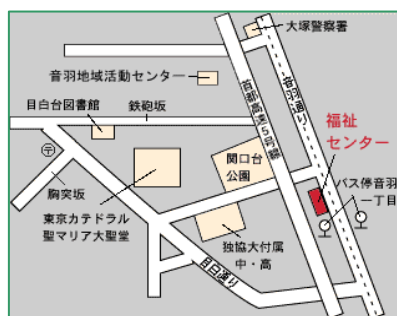 大塚警察署
音羽地域活動センター
目白台図書館
鉄砲坂
首都高速5号線
音羽通り
福祉
センター
関口台
公園
〒
胸突坂
バス停音羽
一丁目
東京カテドラル
聖マリア大聖堂
独協大付属
中・高
目白通り